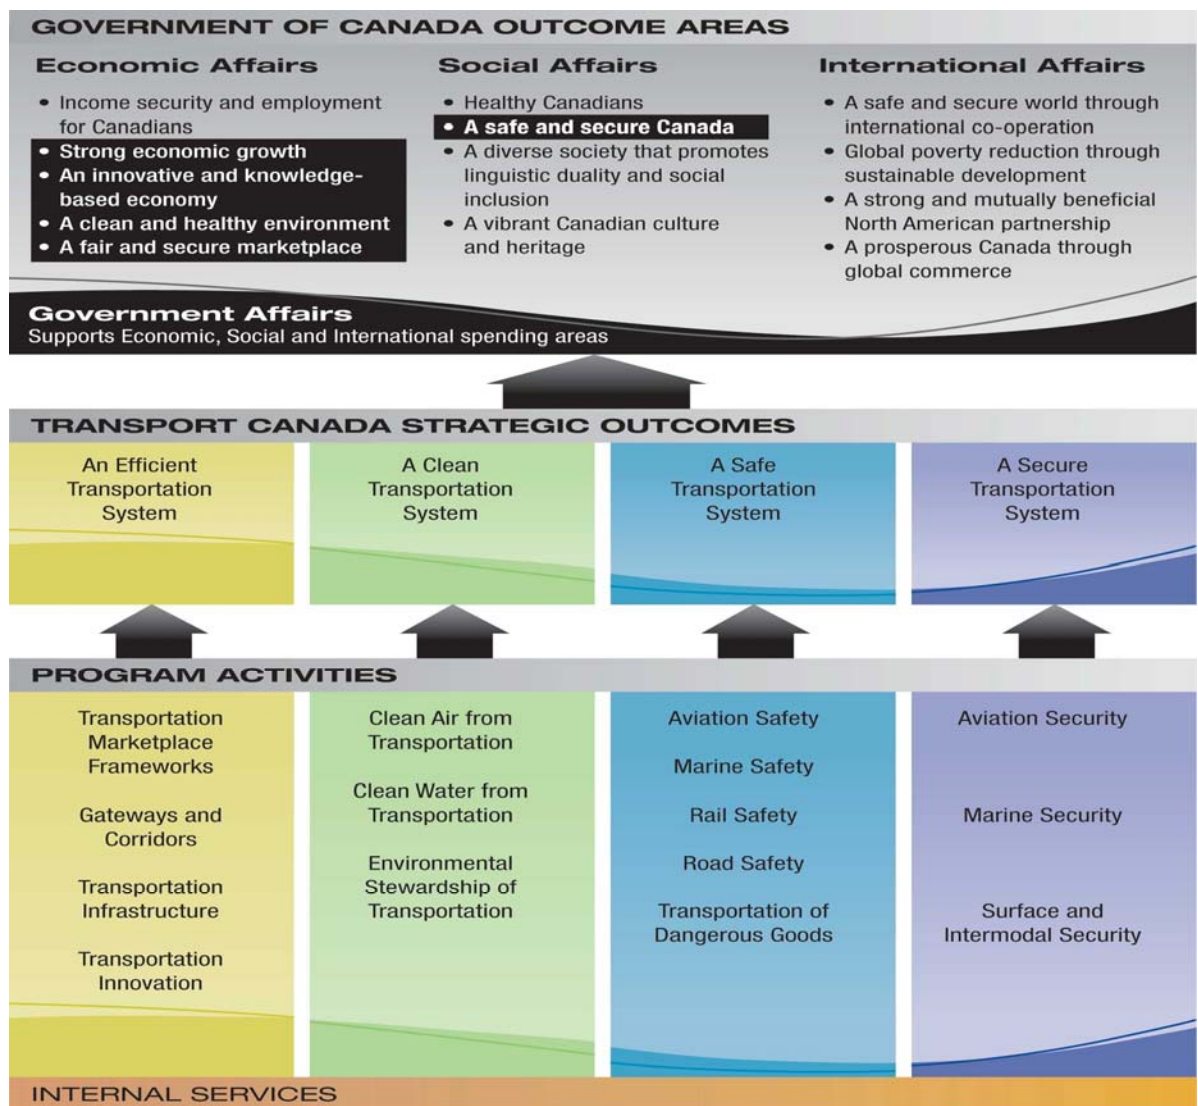 GOVERNMENT OF CANADA OUTCOME AREAS
Economic Affairs
• Income security and employment
for Canadians
• Strong economic growth
• An innovative and knowledge-
based economy
• A clean and healthy environment
• A fair and secure marketplace
Social Affairs
• Healthy Canadians
• A safe and secure Canada
• A diverse society that promotes
linguistic duality and social
inclusion
• A vibrant Canadian culture
and heritage
International Affairs
• A safe and secure world through
international co-operation
• Global poverty reduction through
sustainable development
• A strong and mutually beneficial
North American partnership
• A prosperous Canada through
global commerce
Government Affairs
Supports Economic, Social and International spending areas
TRANSPORT CANADA STRATEGIC OUTCOMES
An Efficient
Transportation
System
A Clean
Transportation
System
A Safe
Transportation
System
A Secure
Transportation
System
PROGRAM ACTIVITIES
Transportation
Marketplace
Frameworks
Gateways and
Corridors
Transportation
Infrastructure
Transportation
Innovation
Clean Air from
Transportation
Clean Water from
Transportation
Environmental
Stewardship of
Transportation
Aviation Safety
Marine Safety
Rail Safety
Road Safety
Transportation of
Dangerous Goods
Aviation Security
Marine Security
Surface and
Intermodal Security
INTERNAL SERVICES